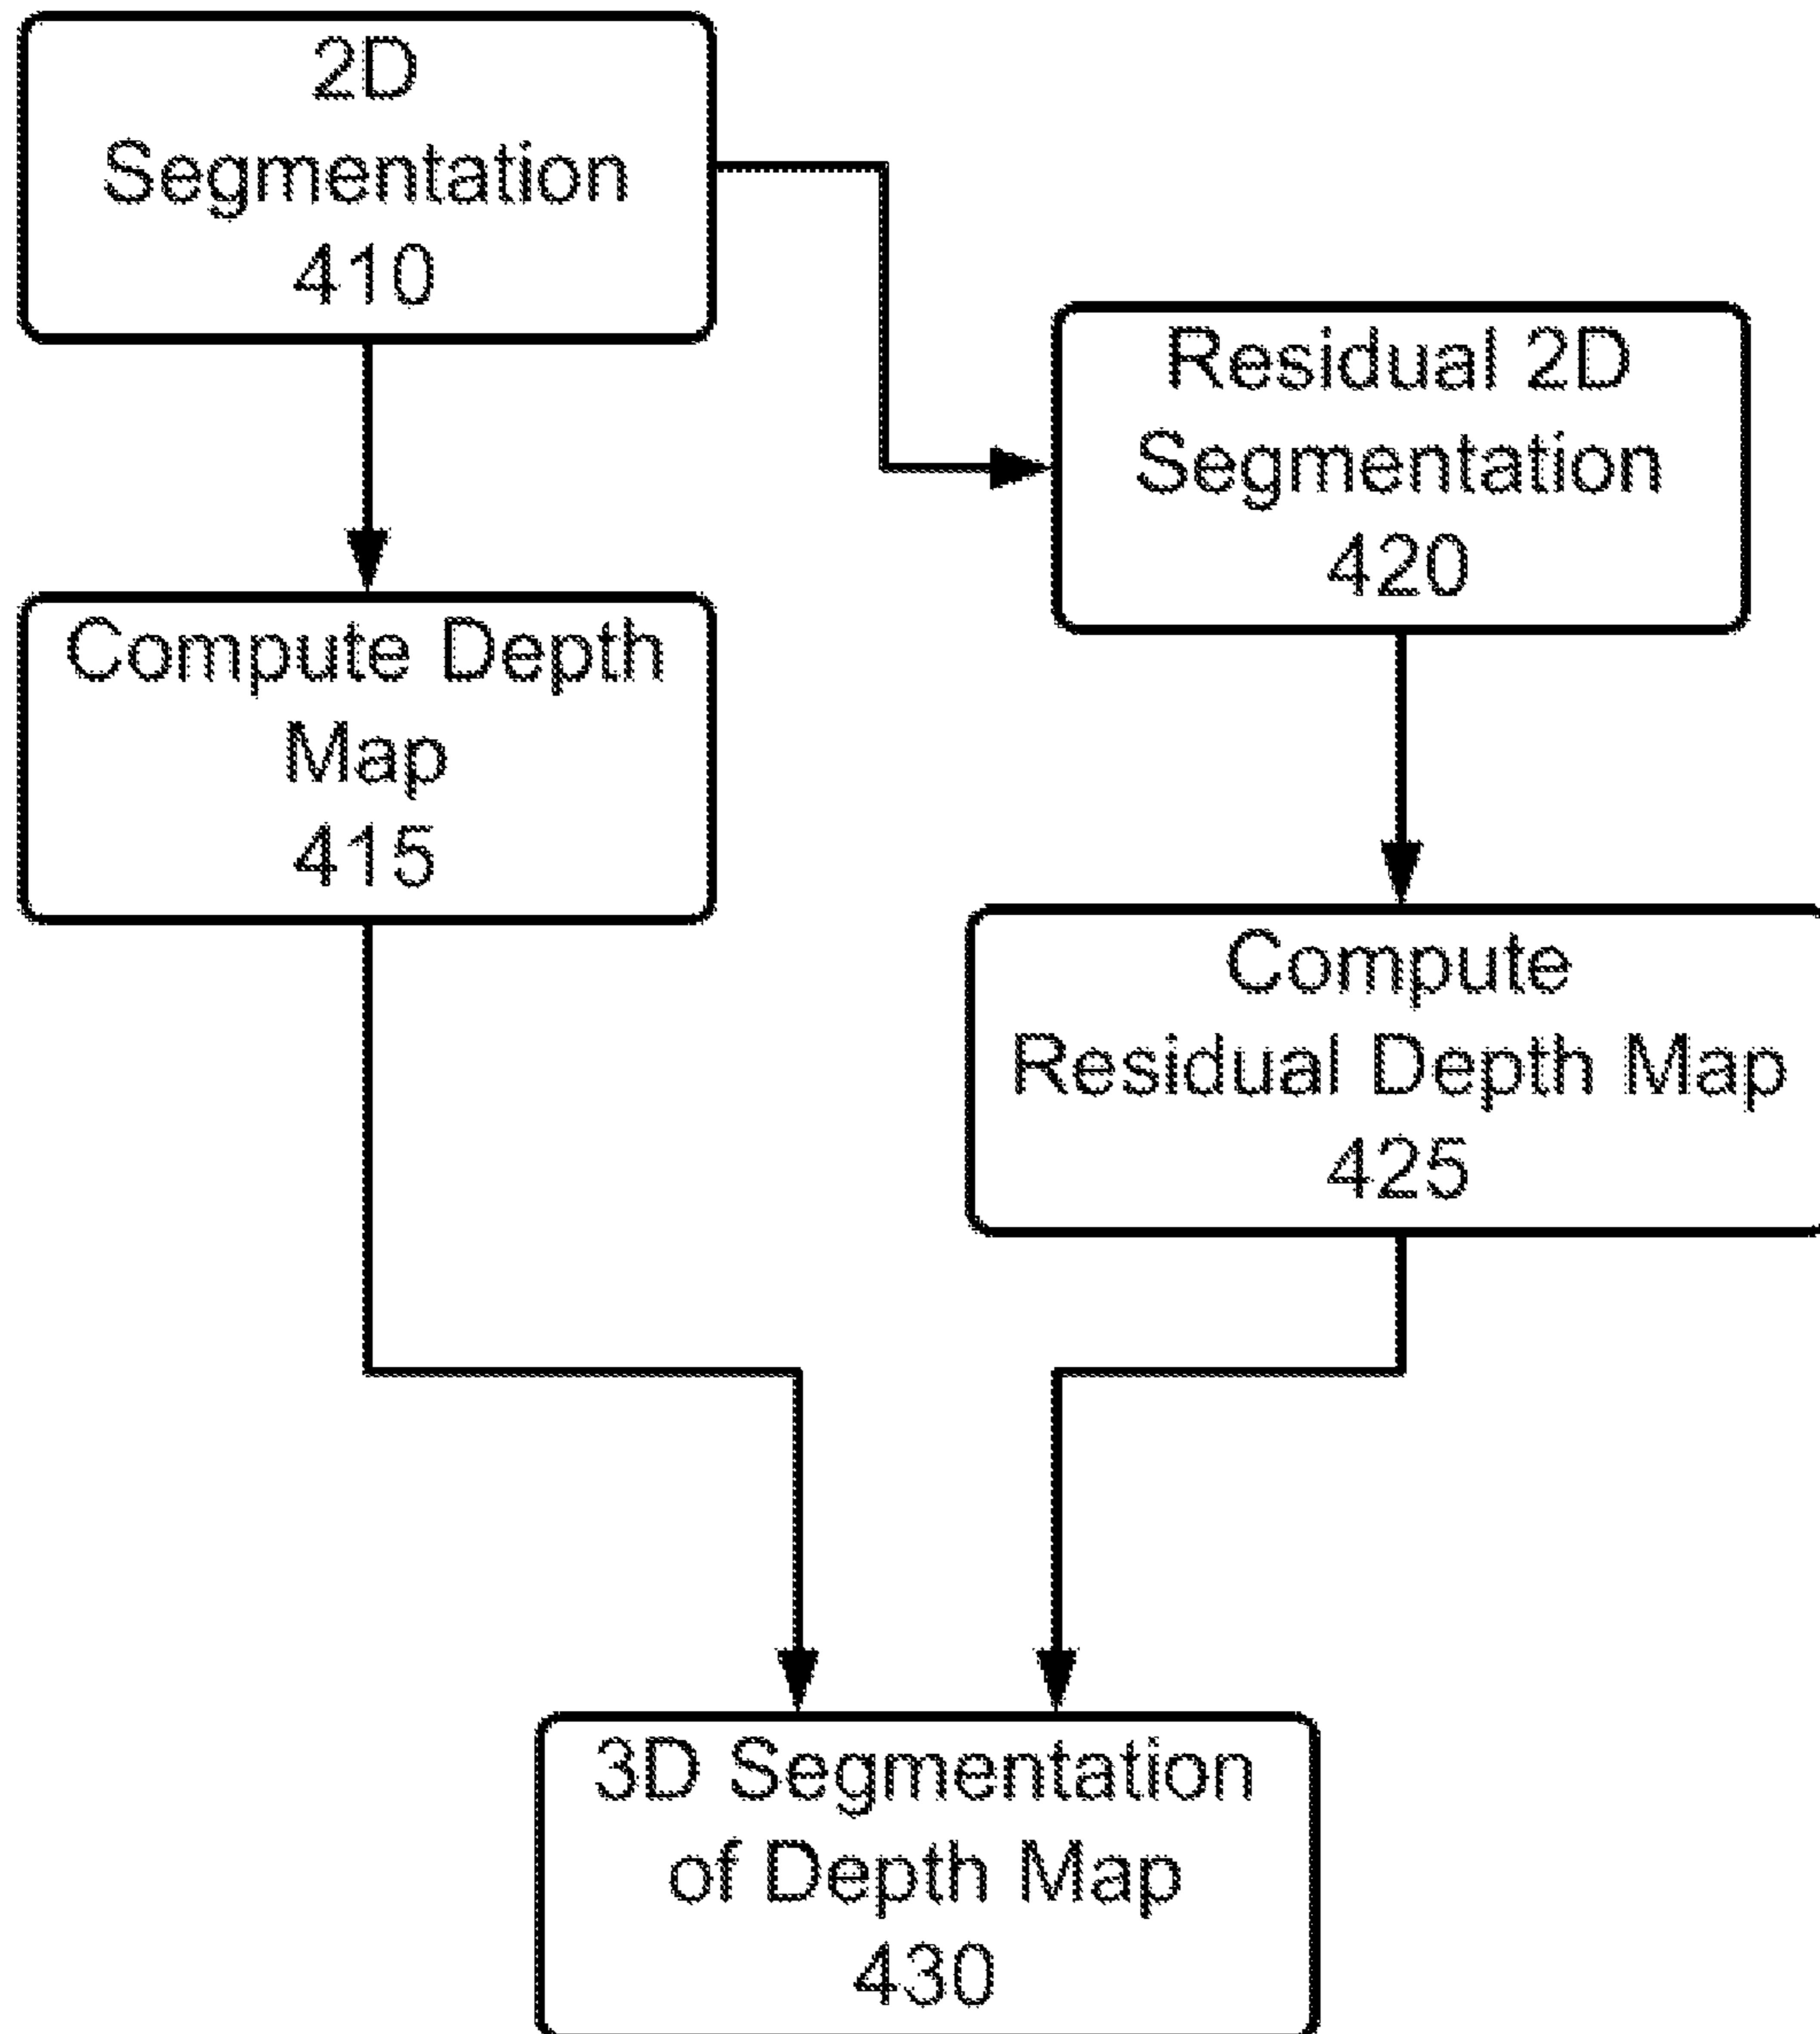 2D
Segmentation
410
Residual 2D
Segmentation
420
Compute Depth
Map
415
Compute
Residual Depth Map
425
3D Segmentation
of Depth Map
430